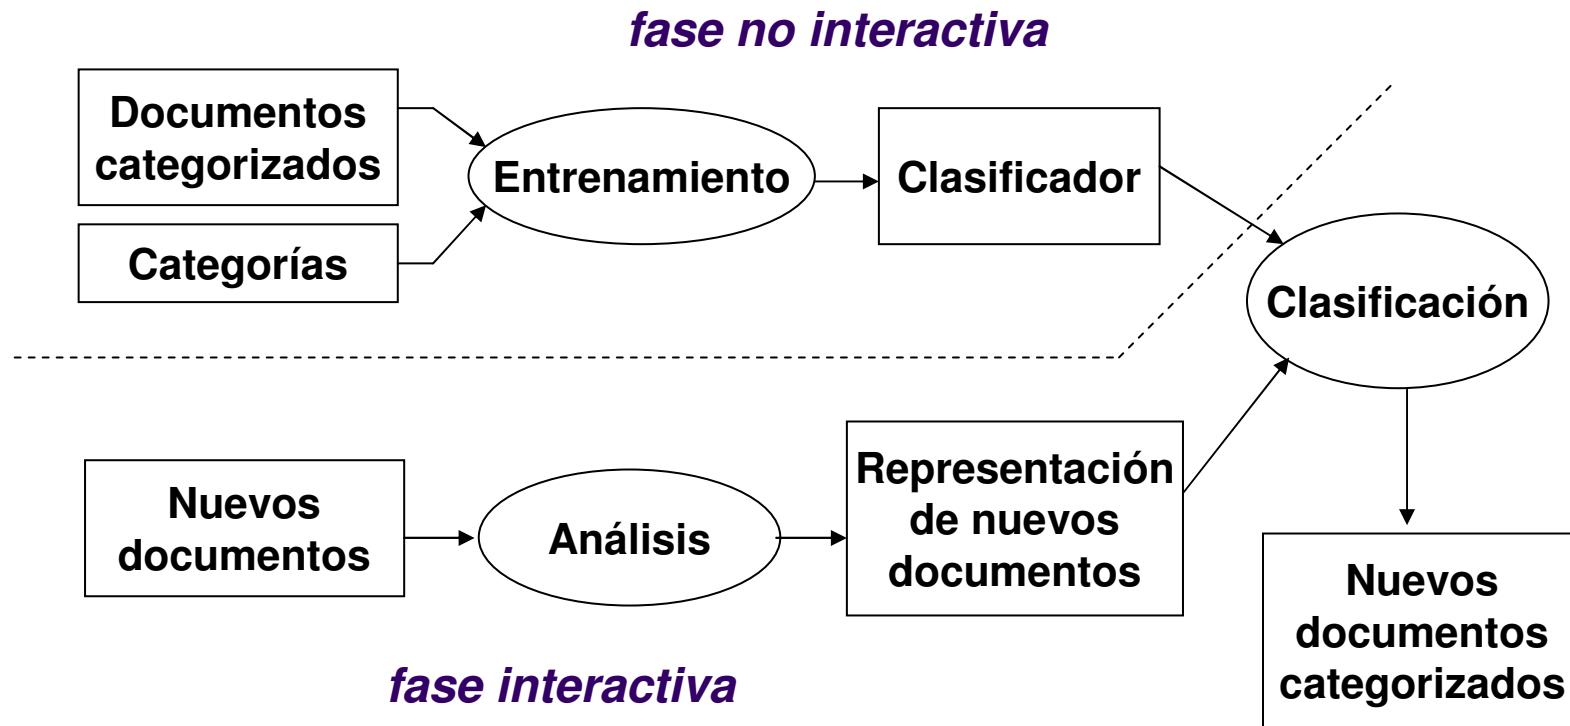 fase no interactiva
Documentos
categorizados
Entrenamiento
Clasificador
Categorías
Clasificación
Nuevos
documentos
Análisis
Representación
de nuevos
documentos
Nuevos
documentos
categorizados
fase interactiva